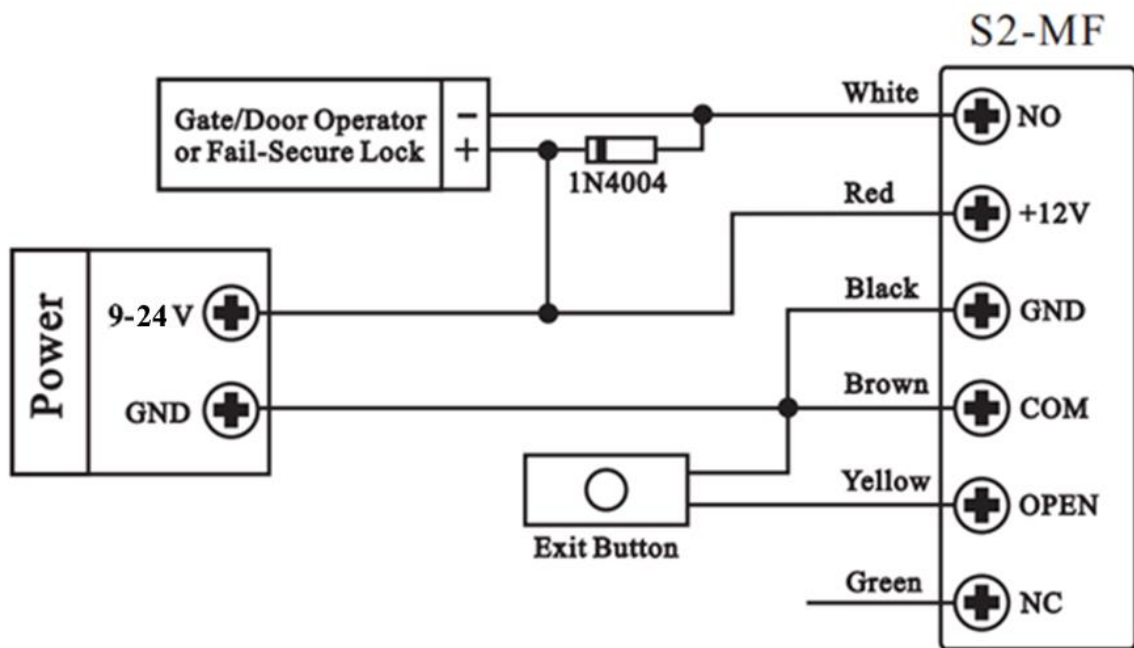 S2-MF
White
NO
Gate/Door Operator
or Fail-Secure Lock
-
+
1N4004
Red
+12V
Power
9-24 V
GND
Black
GND
Brown
COM
Yellow
OPEN
Exit Button
Green
NC